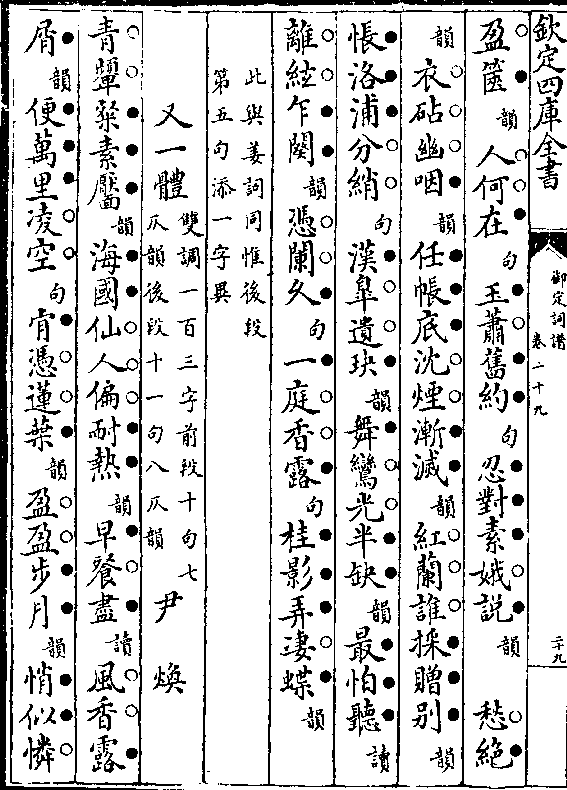 欽定四庫全書
御定詞譜
卷二十九
二十九
盈篋韻人何在句玉蕭舊約句忍對素娥説韻 愁絶
韻衣砧幽咽韻任帳底沈煙漸滅韻紅蘭誰採贈别韻
悵洛浦分綃句漢臯遺玦韻舞鸞光半缺韻最怕聽讀
離絃乍闋韻憑闌久句一庭香露句桂影弄凄蝶韻
此與姜詞同惟後段
第五句添一字異
又一體雙調一百三字前段十句七
仄韻後段十一句八仄韻尹 煥
青顰粲素靨韻海國仙人偏耐熱韻早餐盡讀風香露
屑韻便萬里凌空句肯憑蓮葉韻盈盈步月韻悄似憐